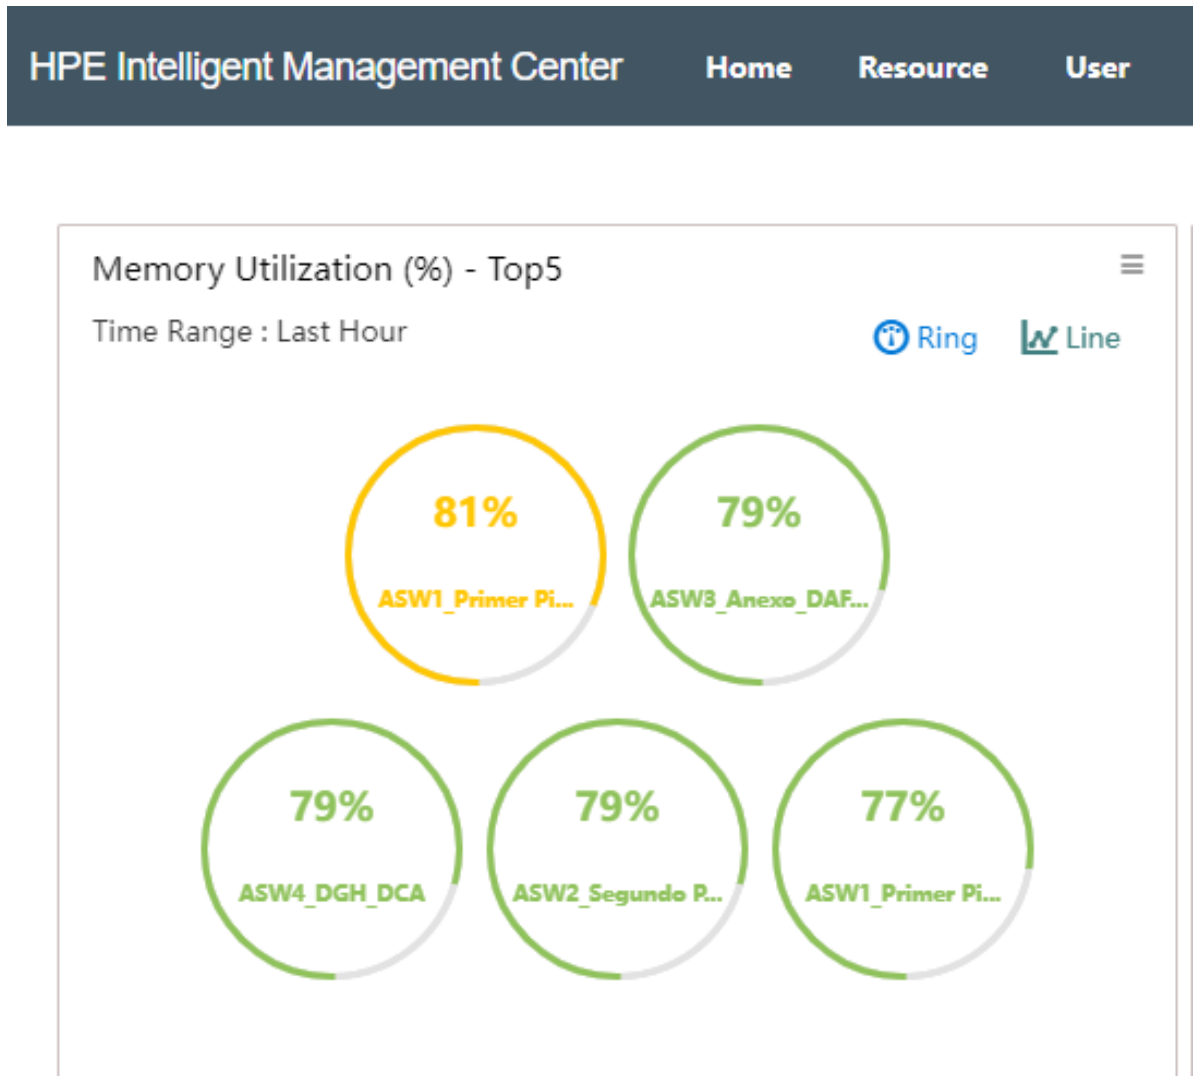 HPE Intelligent Management Center Home Resource User
Memory Utilization (%) - Top5
Time Range : Last Hour
Ring Line
81% 79%
ASW1_Primer Pi... ASW3_Anexo_DAF...
79% 79% 77%
ASW4_DGH_DCA ASW2_Segundo P... ASW1_Primer Pi...